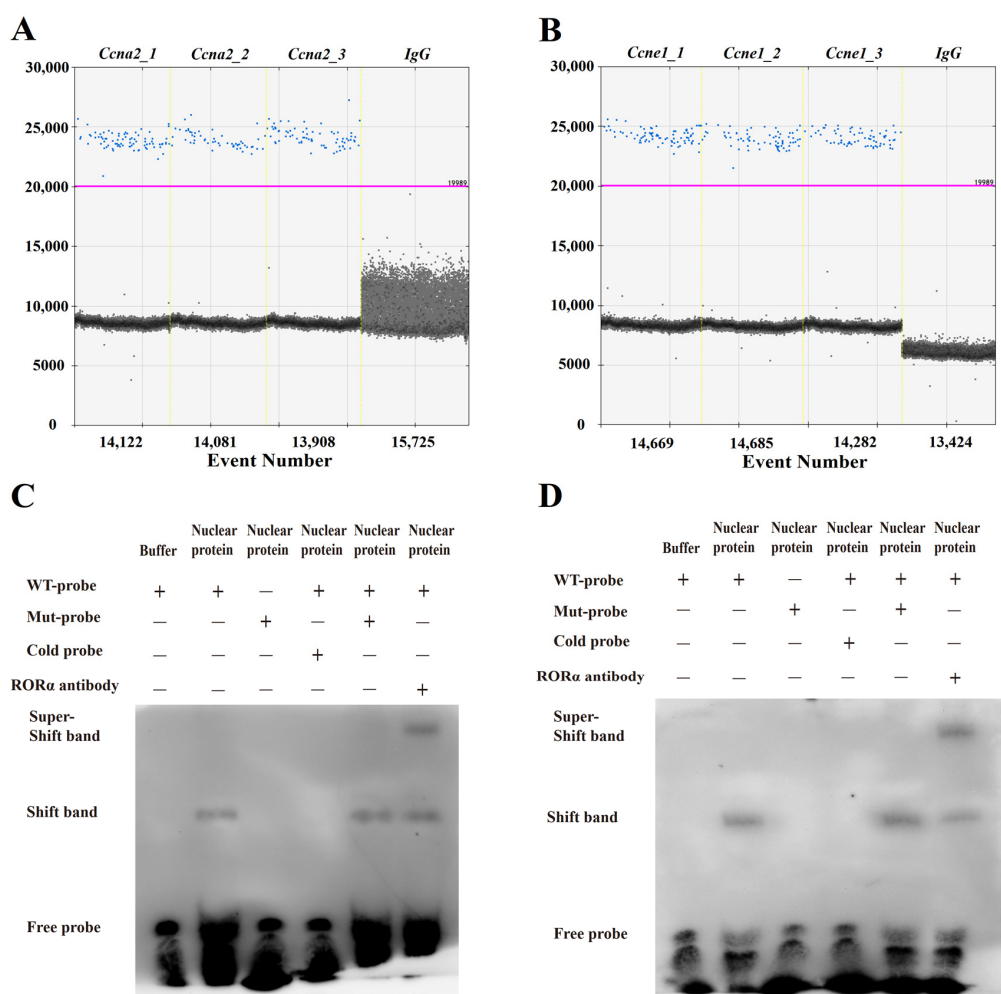 A
Ccna2_1 Ccna2_2 Ccna2_3 IgG
30,000
25,000
20,000
19989
15,000
10,000
5000
0
14,122 14,081 13,908 15,725
Event Number
B
Ccne1_1 Ccne1_2 Ccne1_3 IgG
30,000
25,000
20,000
19989
15,000
10,000
5000
0
14,669 14,685 14,282 13,424
Event Number
C
Buffer Nuclear protein Nuclear protein Nuclear protein Nuclear protein Nuclear protein
WT-probe + + — + + +
Mut-probe — — + — + —
Cold probe — — — + — —
RORα antibody — — — — — +
Super-
Shift band
Shift band
Free probe
D
Buffer Nuclear protein Nuclear protein Nuclear protein Nuclear protein Nuclear protein
WT-probe + + — + + +
Mut-probe — — + — + —
Cold probe — — — + — —
RORα antibody — — — — — +
Super-
Shift band
Shift band
Free probe